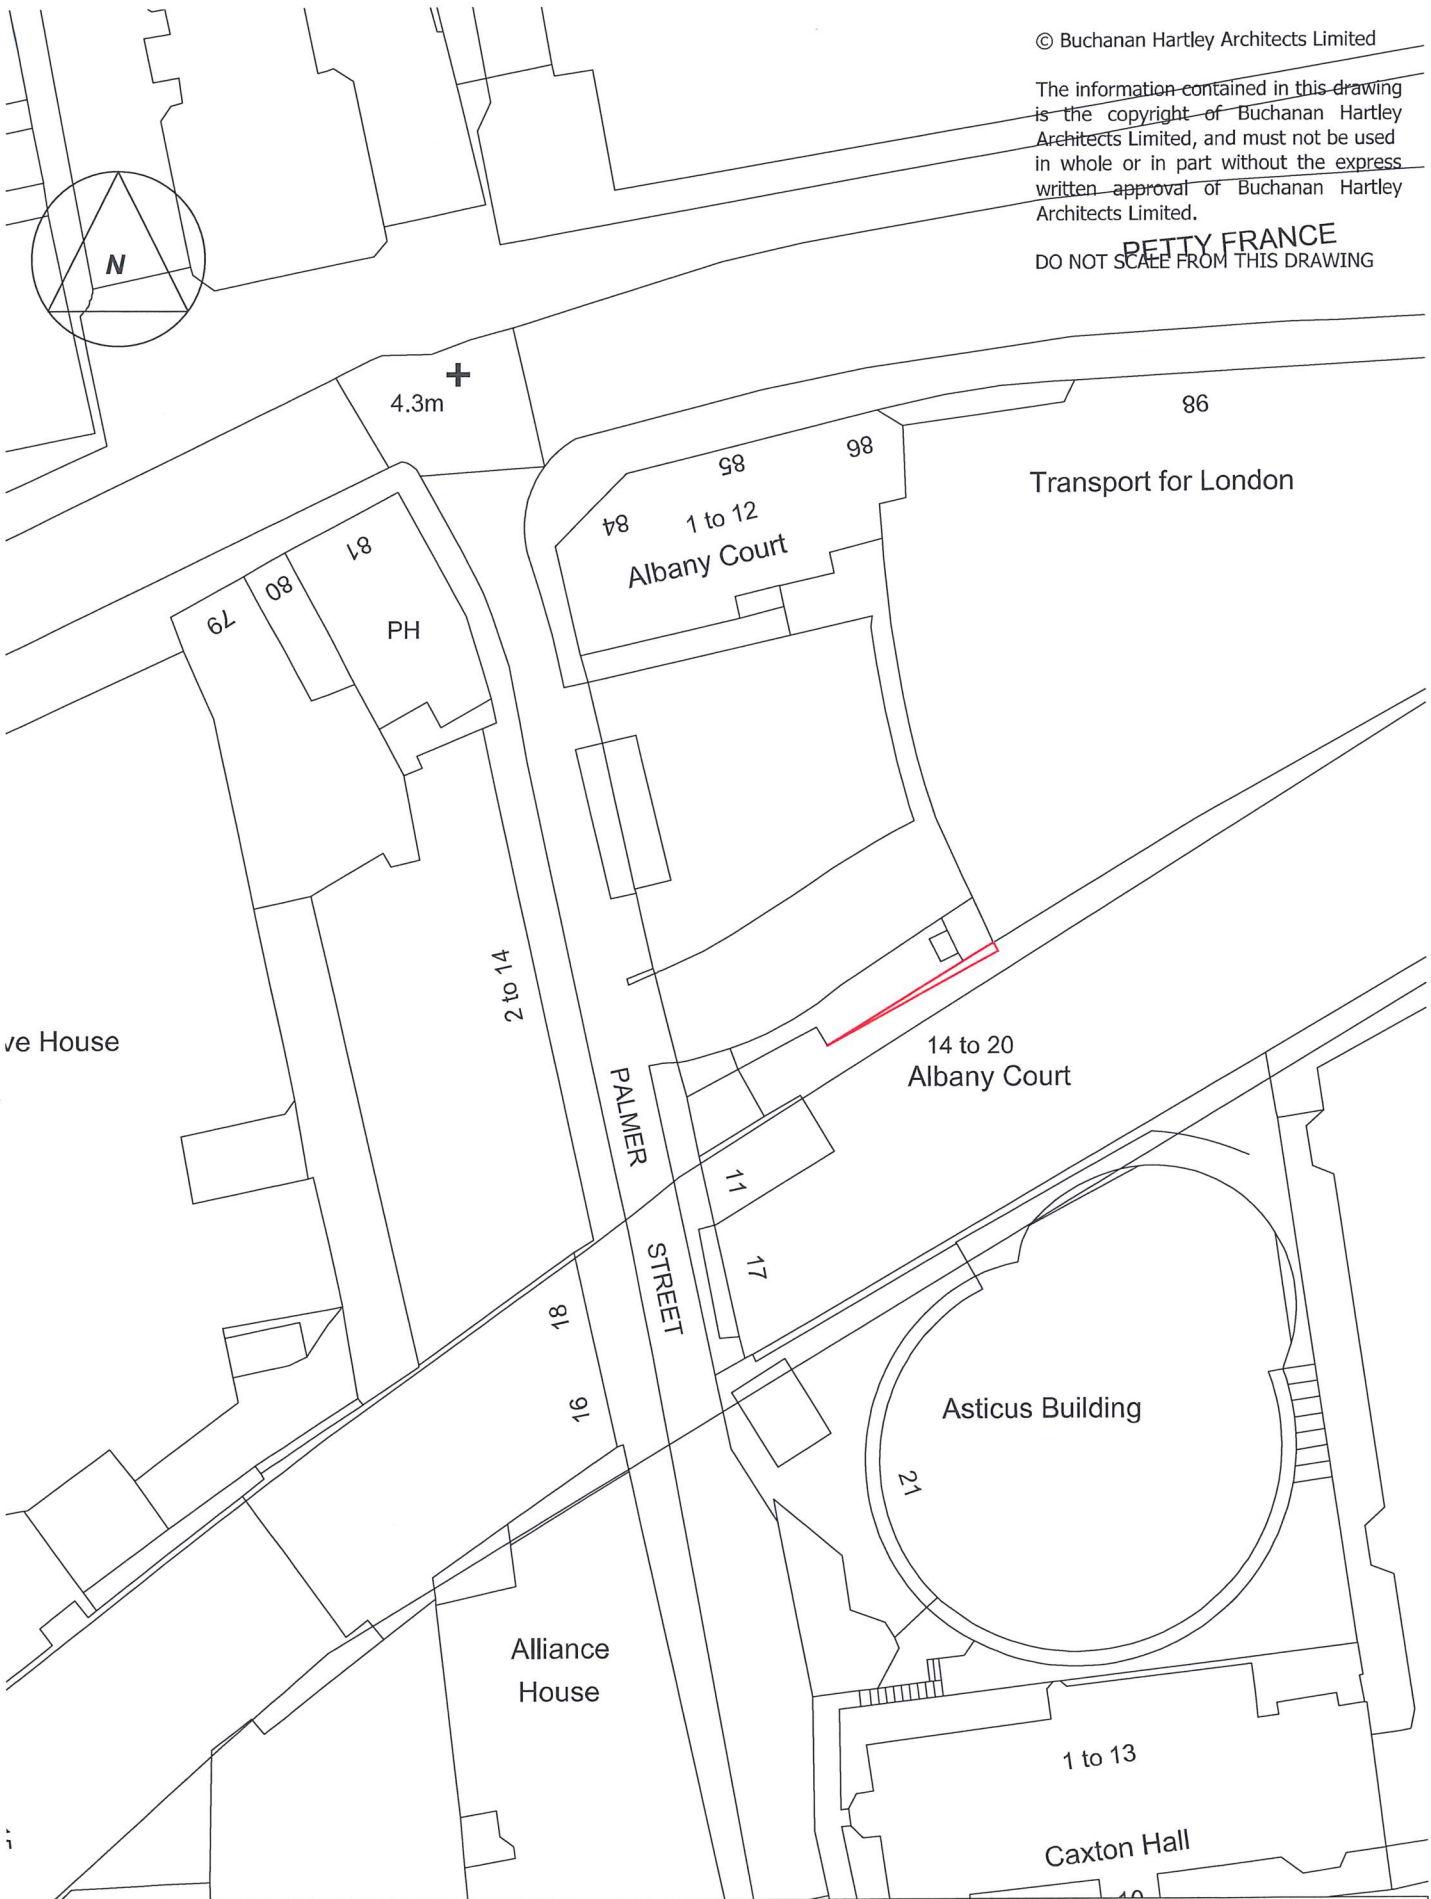 © Buchanan Hartley Architects Limited
The information contained in this drawing
is the copyright of Buchanan Hartley
Architects Limited, and must not be used
in whole or in part without the express
written approval of Buchanan Hartley
Architects Limited.
PETTY FRANCE
DO NOT SCALE FROM THIS DRAWING
N
4.3m
98
86
85
84
Transport for London
1 to 12
Albany Court
81
80
79
PH
2 to 14
ve House
14 to 20
Albany Court
PALMER
STREET
11
17
18
16
Asticus Building
21
Alliance
House
1 to 13
Caxton Hall